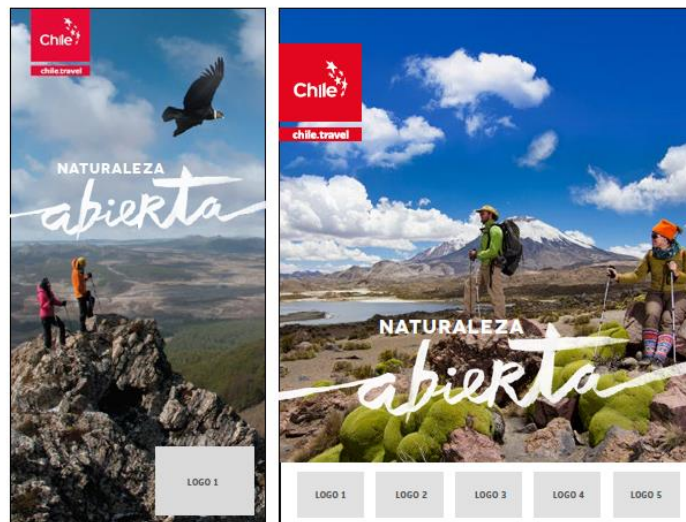 Chile
chile.travel
NATURALEZA
abierta
LOGO 1
Chile
chile.travel
NATURALEZA
abierta
LOGO 1
LOGO 2
LOGO 3
LOGO 4
LOGO 5